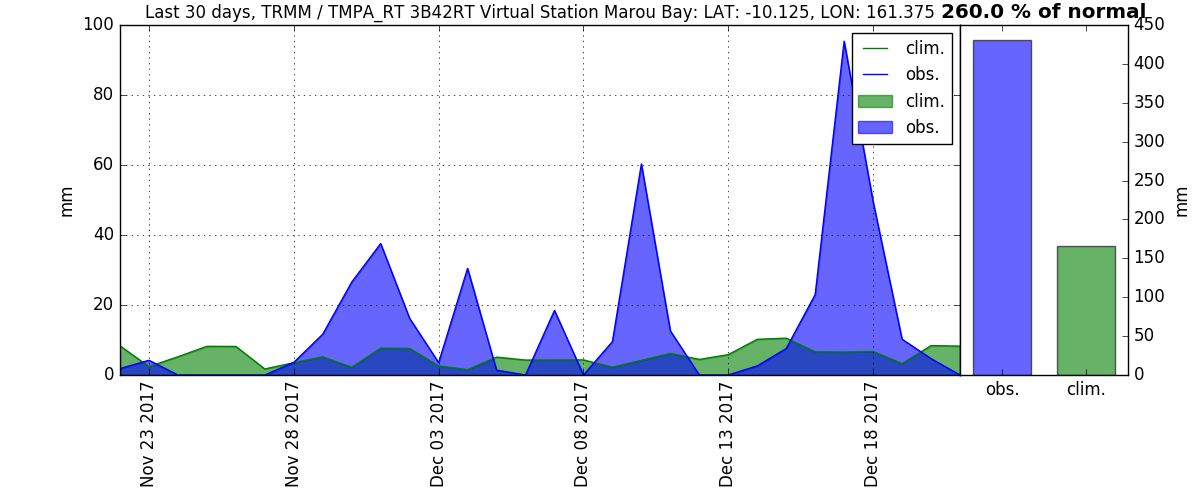 Last 30 days, TRMM / TMPA_RT 3B42RT Virtual Station Marou Bay: LAT: -10.125, LON: 161.375 260.0 % of normal
mm
100
80
60
40
20
0
clim.
obs.
clim.
obs.
Nov 23 2017
Nov 28 2017
Dec 03 2017
Dec 08 2017
Dec 13 2017
Dec 18 2017
450
400
350
300
250
200
150
100
50
0
mm
obs.
clim.